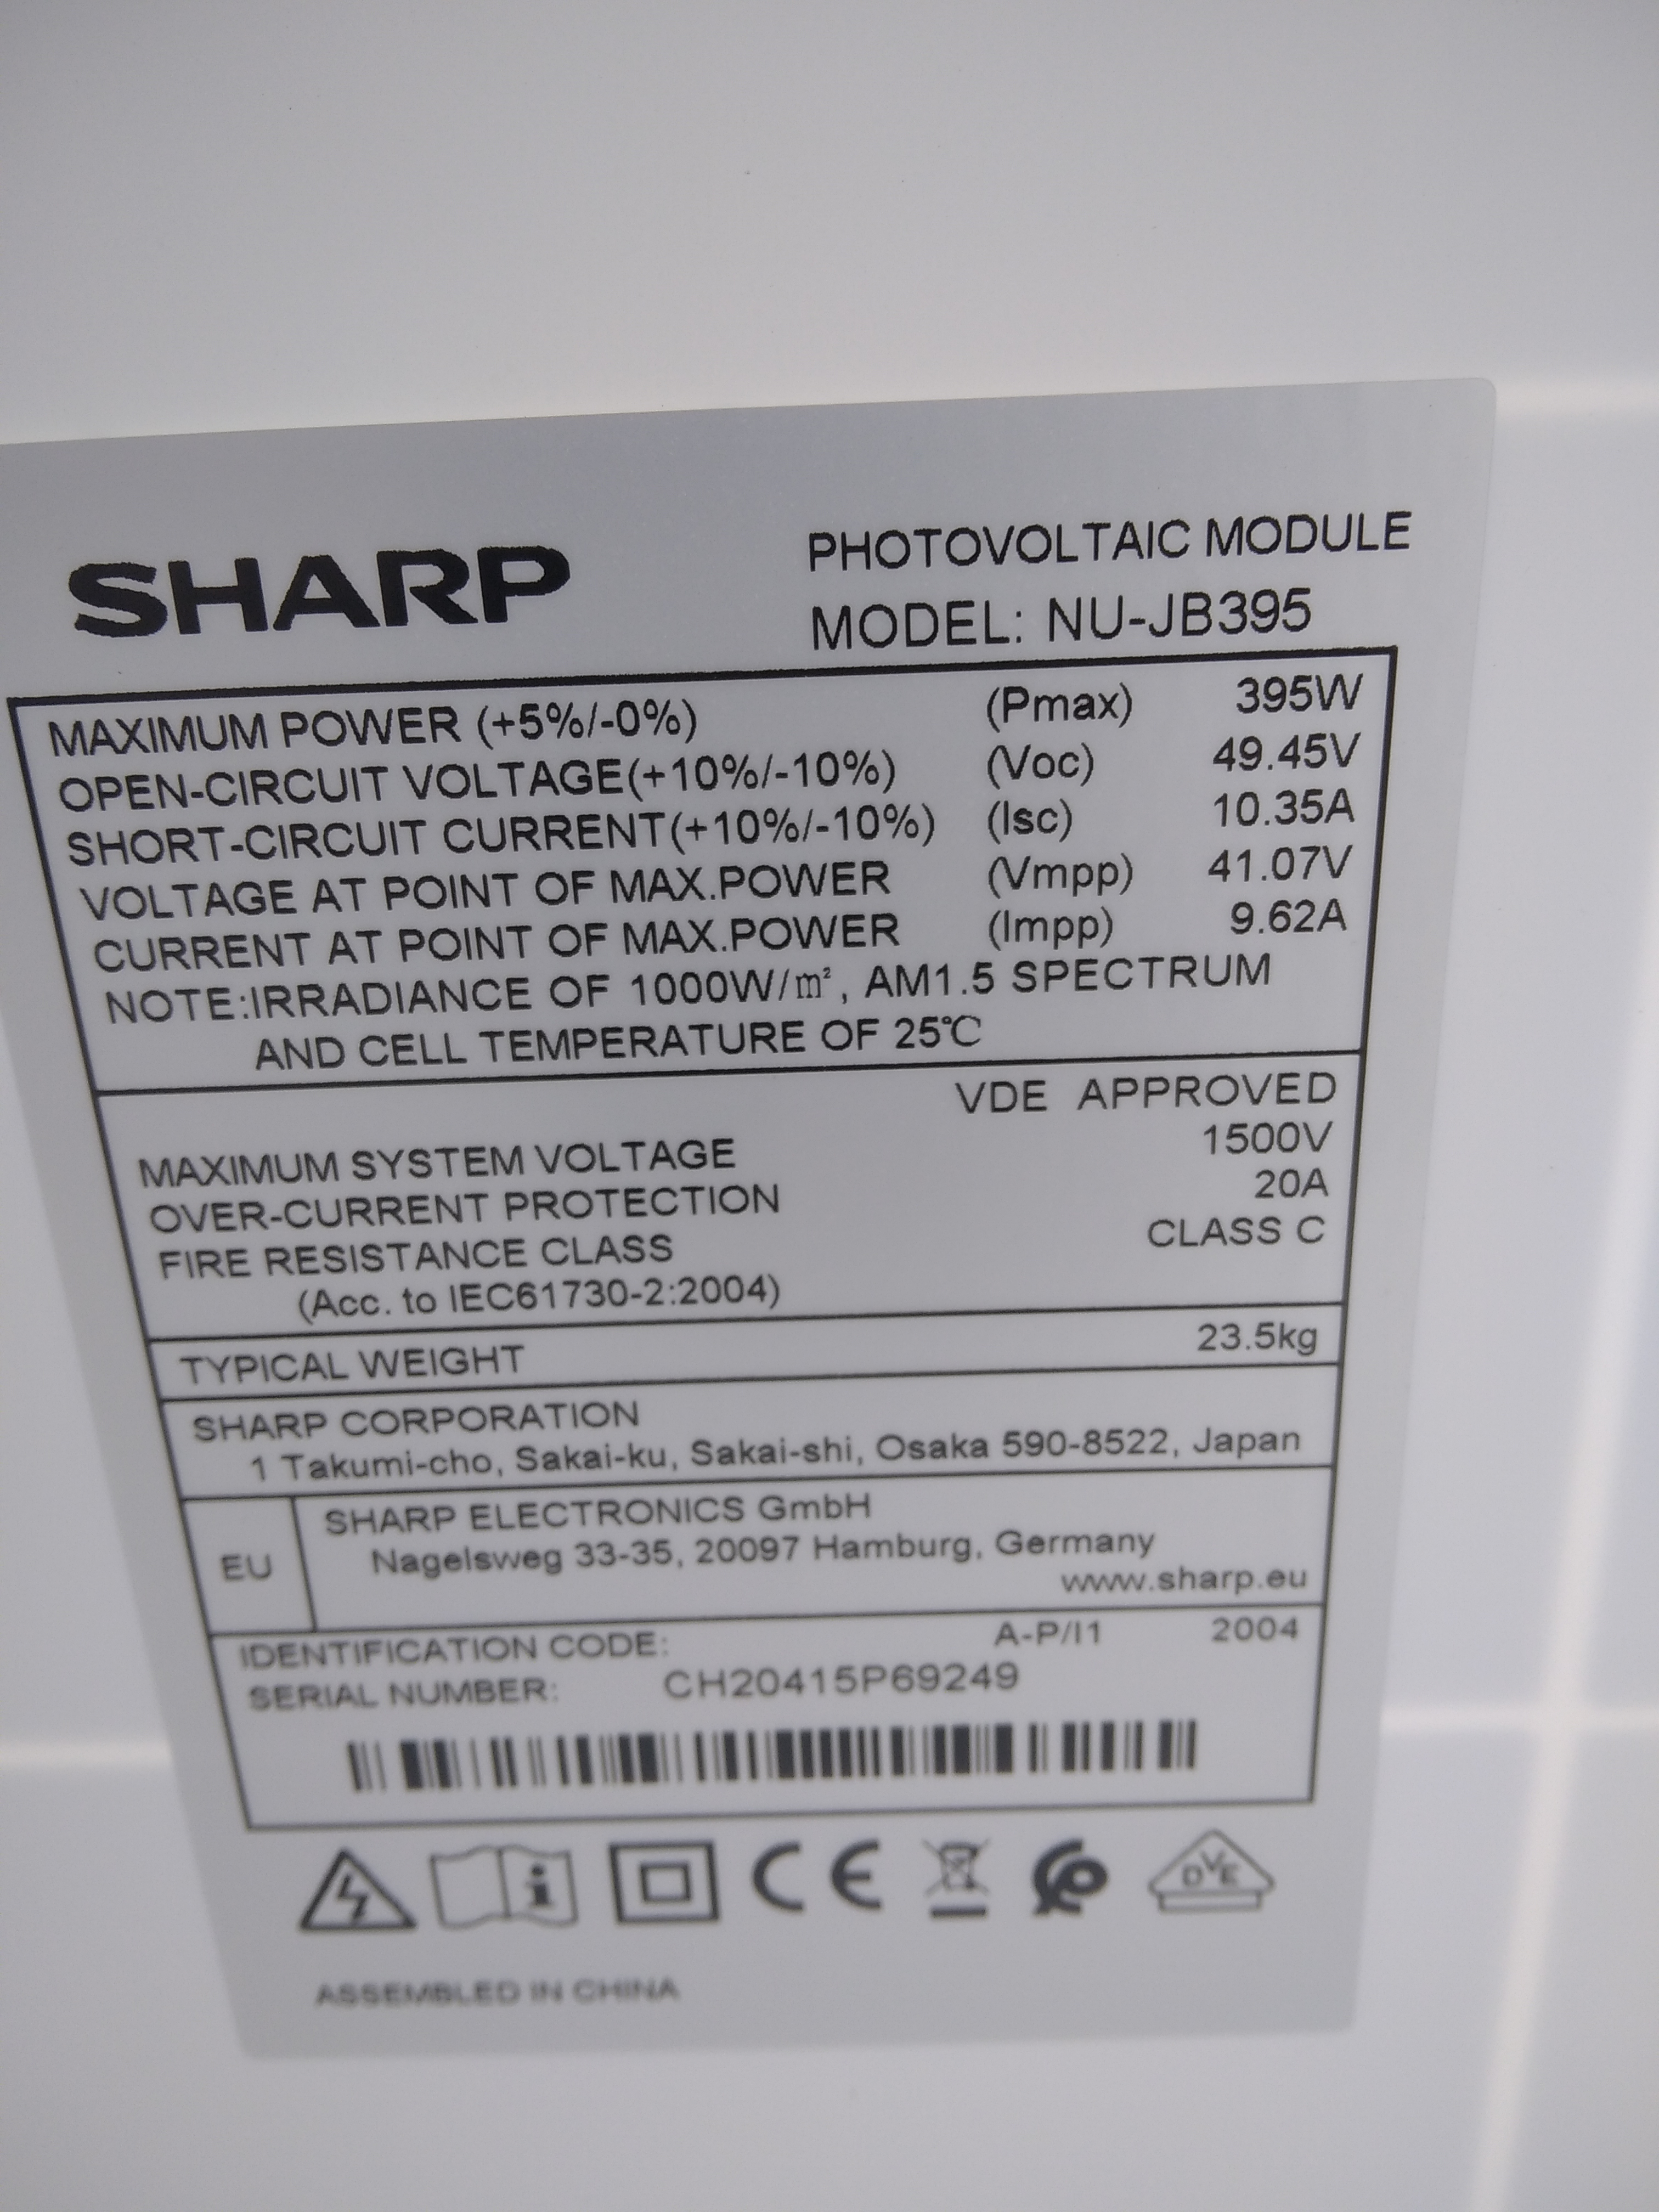 SHARP
PHOTOVOLTAIC MODULE
MODEL: NU-JB395
MAXIMUM POWER (+5%/-0%) (Pmax) 395W
OPEN-CIRCUIT VOLTAGE(+10%/-10%) (Voc) 49.45V
SHORT-CIRCUIT CURRENT(+10%/-10%) (Isc) 10.35A
VOLTAGE AT POINT OF MAX.POWER (Vmpp) 41.07V
CURRENT AT POINT OF MAX.POWER (Impp) 9.62A
NOTE:IRRADIANCE OF 1000W/㎡, AM1.5 SPECTRUM
AND CELL TEMPERATURE OF 25℃
VDE APPROVED
MAXIMUM SYSTEM VOLTAGE 1500V
OVER-CURRENT PROTECTION 20A
FIRE RESISTANCE CLASS CLASS C
(Acc. to IEC61730-2:2004)
TYPICAL WEIGHT 23.5kg
SHARP CORPORATION
1 Takumi-cho, Sakai-ku, Sakai-shi, Osaka 590-8522, Japan
EU
SHARP ELECTRONICS GmbH
Nagelsweg 33-35, 20097 Hamburg, Germany
www.sharp.eu
IDENTIFICATION CODE: A-P/I1 2004
SERIAL NUMBER: CH20415P69249
CE
DVE
ASSEMBLED IN CHINA